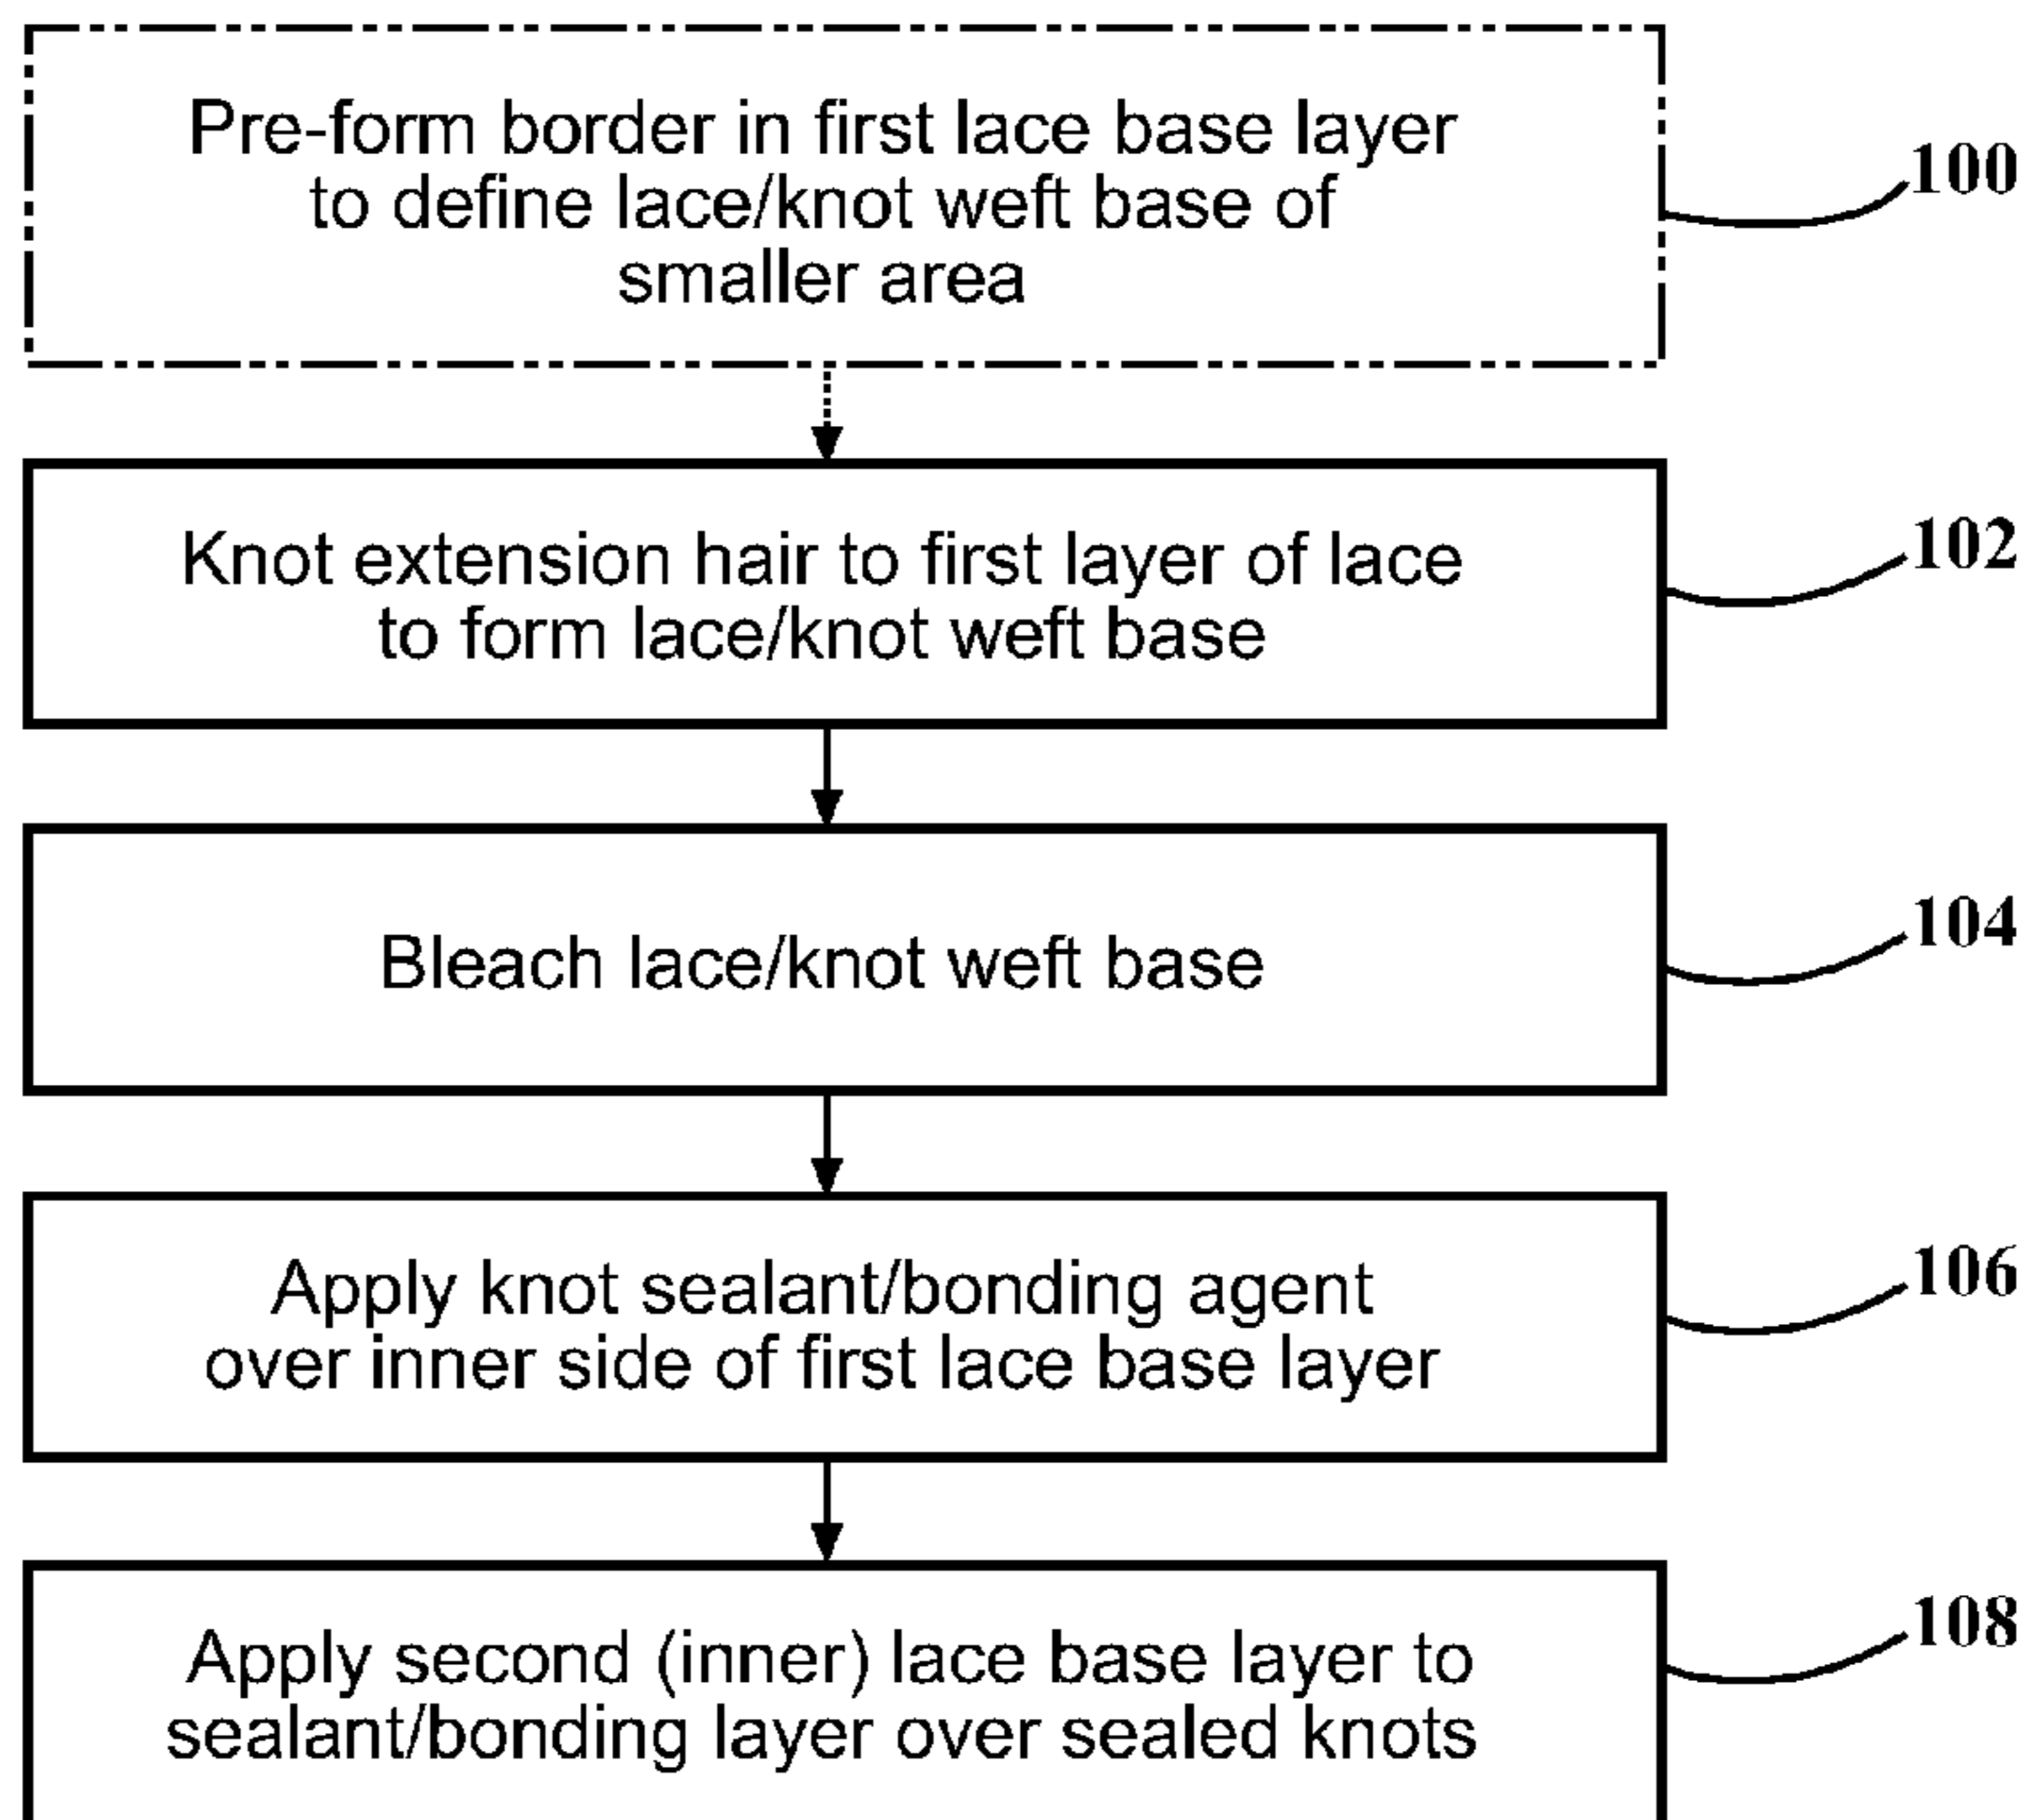 Pre-form border in first lace base layer
to define lace/knot weft base of
smaller area
100
Knot extension hair to first layer of lace
to form lace/knot weft base
102
Bleach lace/knot weft base
104
Apply knot sealant/bonding agent
over inner side of first lace base layer
106
Apply second (inner) lace base layer to
sealant/bonding layer over sealed knots
108